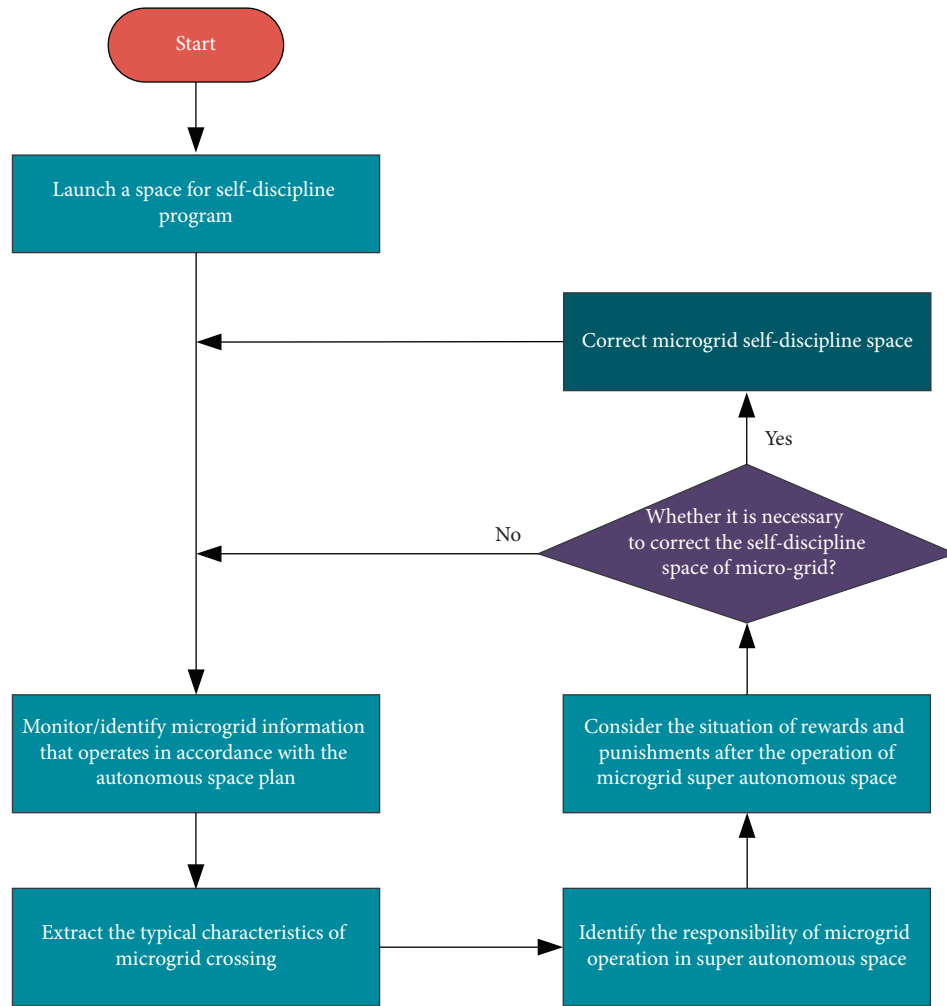 Start
Launch a space for self-discipline
program
Correct microgrid self-discipline space
Yes
No
Whether it is necessary
to correct the self-discipline
space of micro-grid?
Monitor/identify microgrid information
that operates in accordance with the
autonomous space plan
Consider the situation of rewards and
punishments after the operation of
microgrid super autonomous space
Extract the typical characteristics of
microgrid crossing
Identify the responsibility of microgrid
operation in super autonomous space